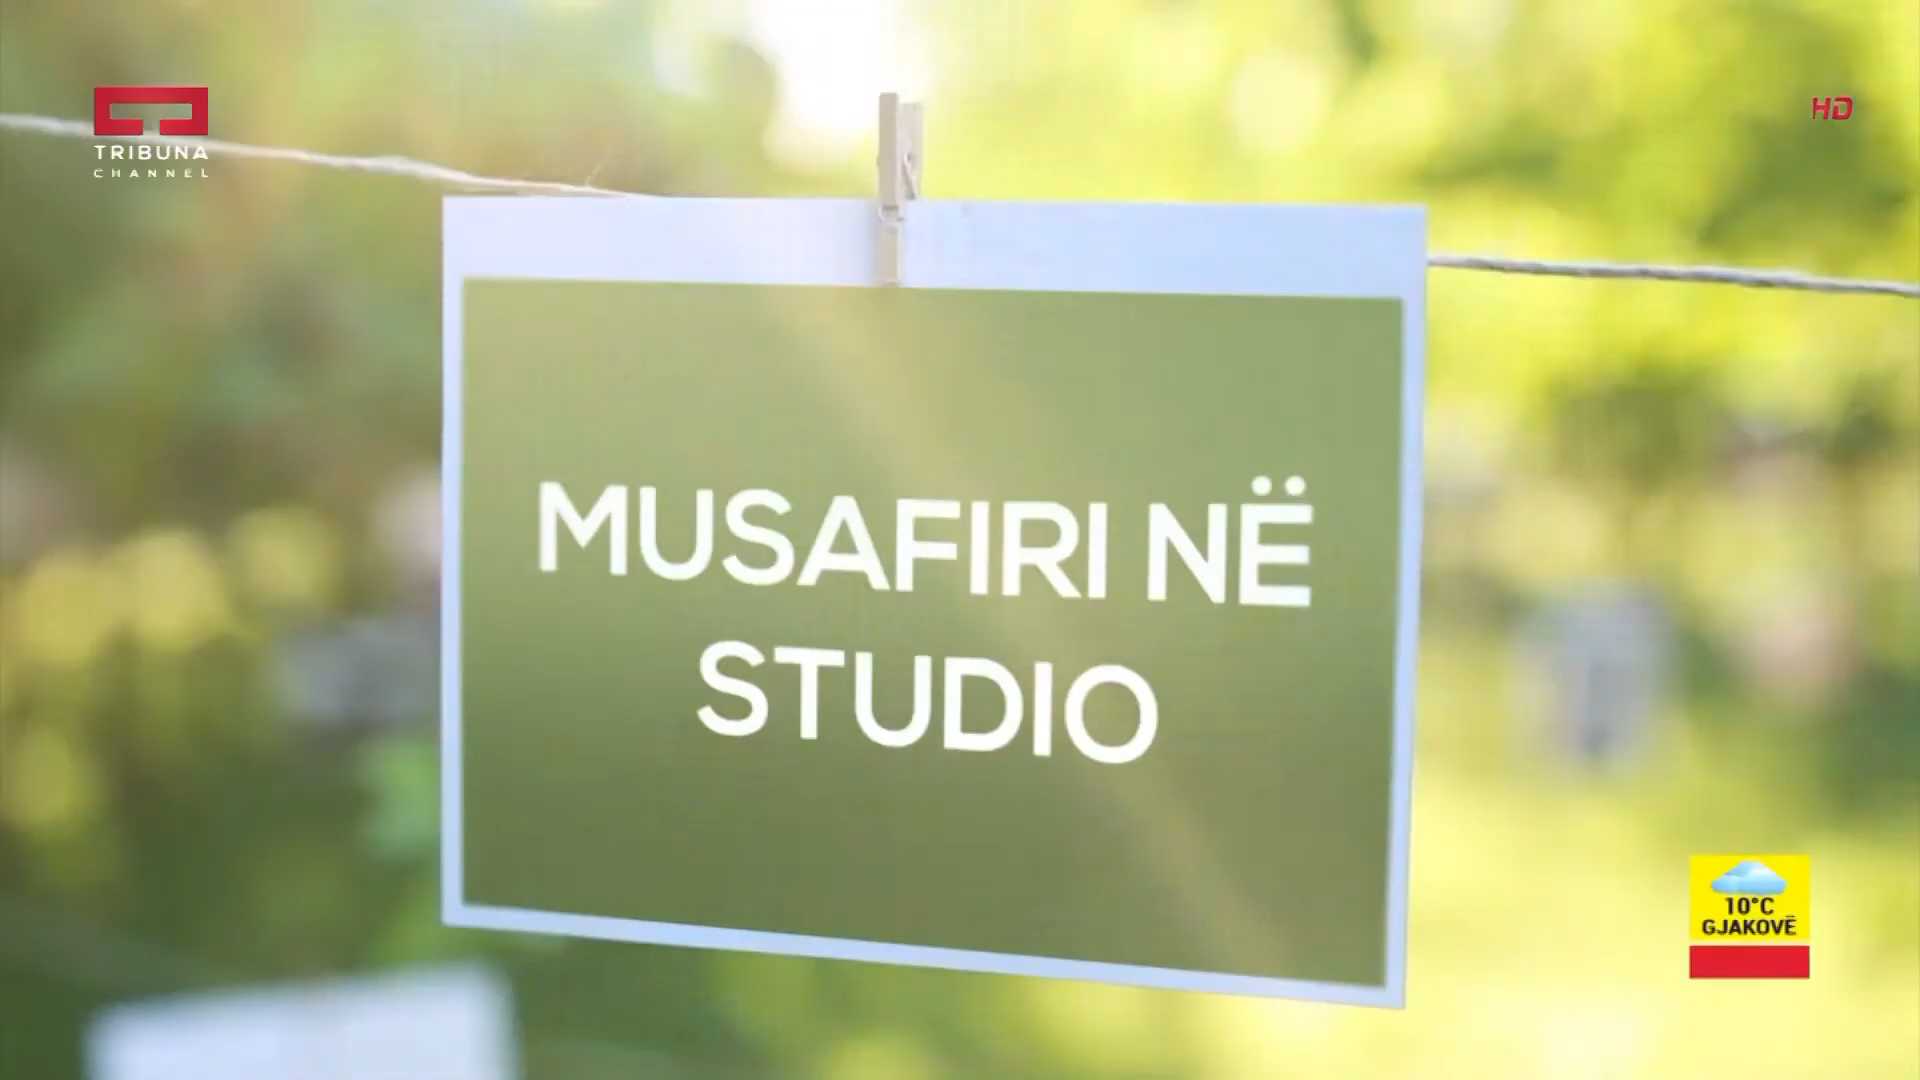 TRIBUNA
CHANNEL
HD
MUSAFIRI NË
STUDIO
10°C
GJAKOVË